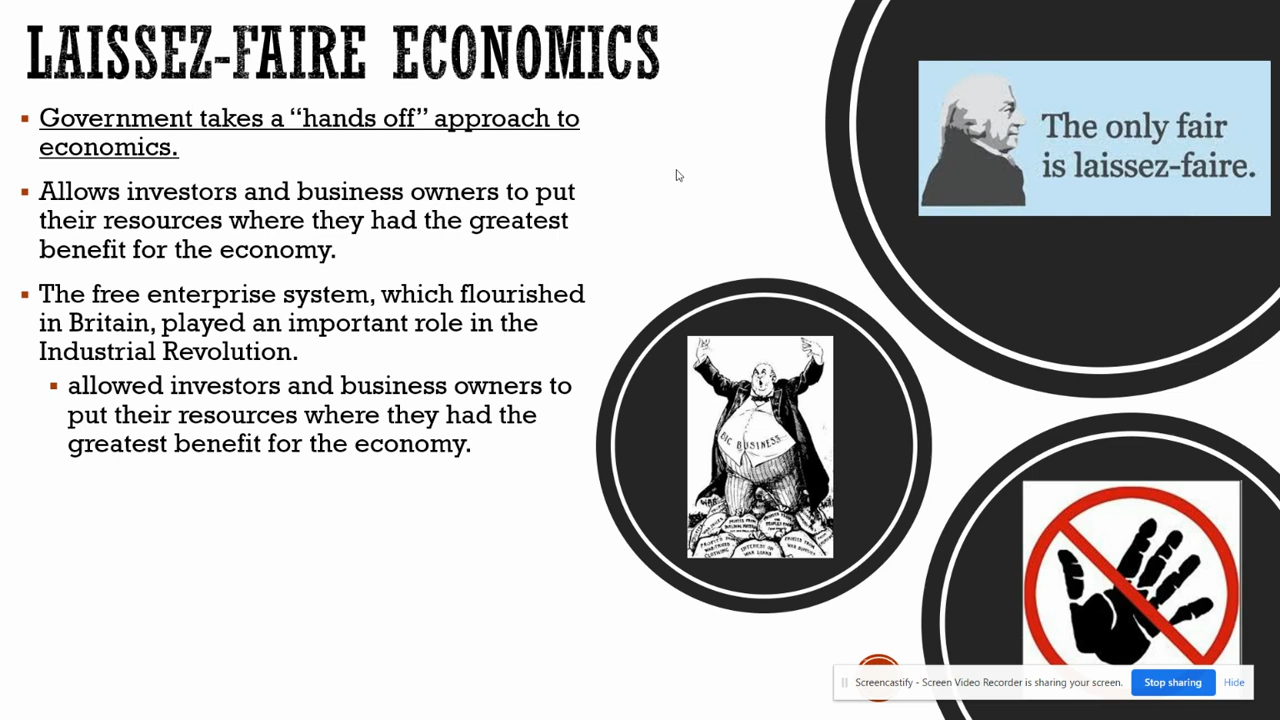 LAISSEZ-FAIRE ECONOMICS
▪ Government takes a “hands off” approach to
economics.
▪ Allows investors and business owners to put
their resources where they had the greatest
benefit for the economy.
▪ The free enterprise system, which flourished
in Britain, played an important role in the
Industrial Revolution.
▪ allowed investors and business owners to
put their resources where they had the
greatest benefit for the economy.
The only fair
is laissez-faire.
BIG BUSINESS
Screencastify - Screen Video Recorder is sharing your screen.
Stop sharing
Hide